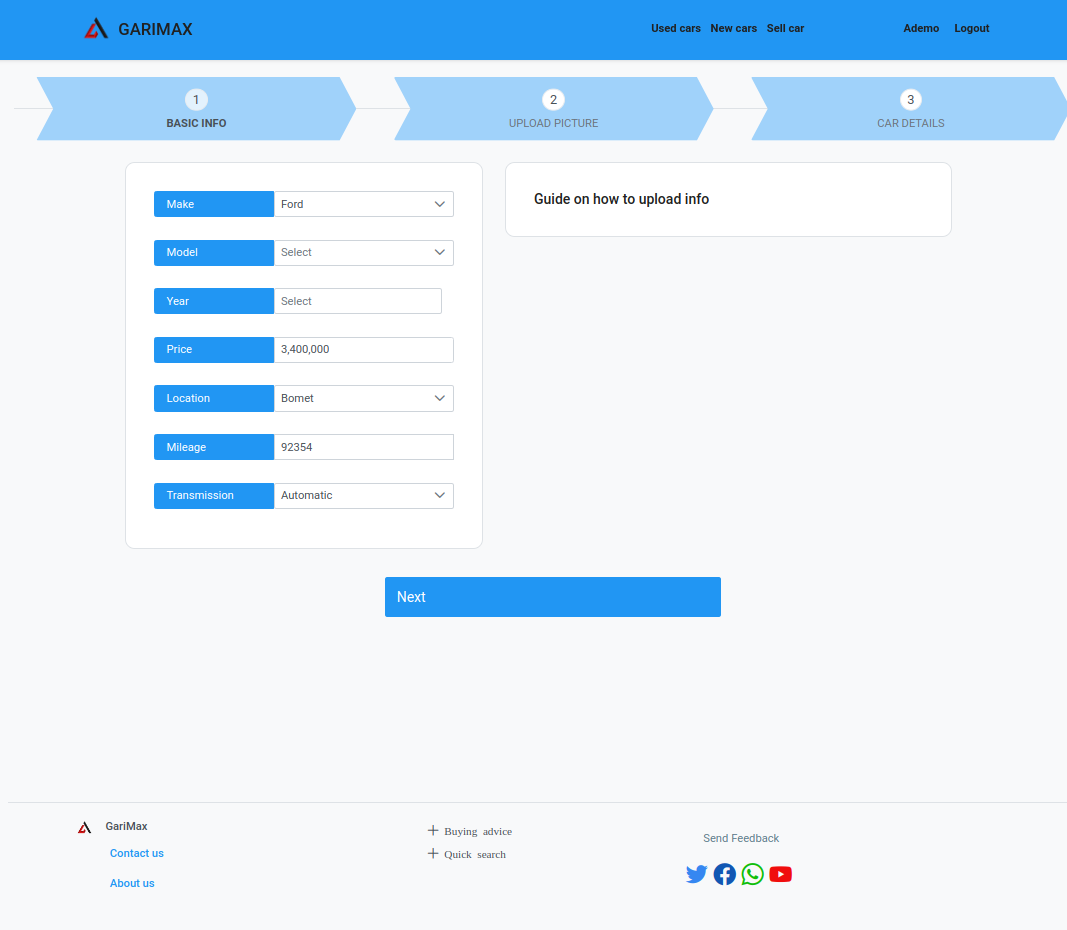 GARIMAX
Used cars New cars Sell car Ademo Logout
1
BASIC INFO
2
UPLOAD PICTURE
3
CAR DETAILS
Make Ford
Model Select
Year Select
Price 3,400,000
Location Bomet
Mileage 92354
Transmission Automatic
Guide on how to upload info
Next
GariMax
Contact us
About us
Buying advice
Quick search
Send Feedback